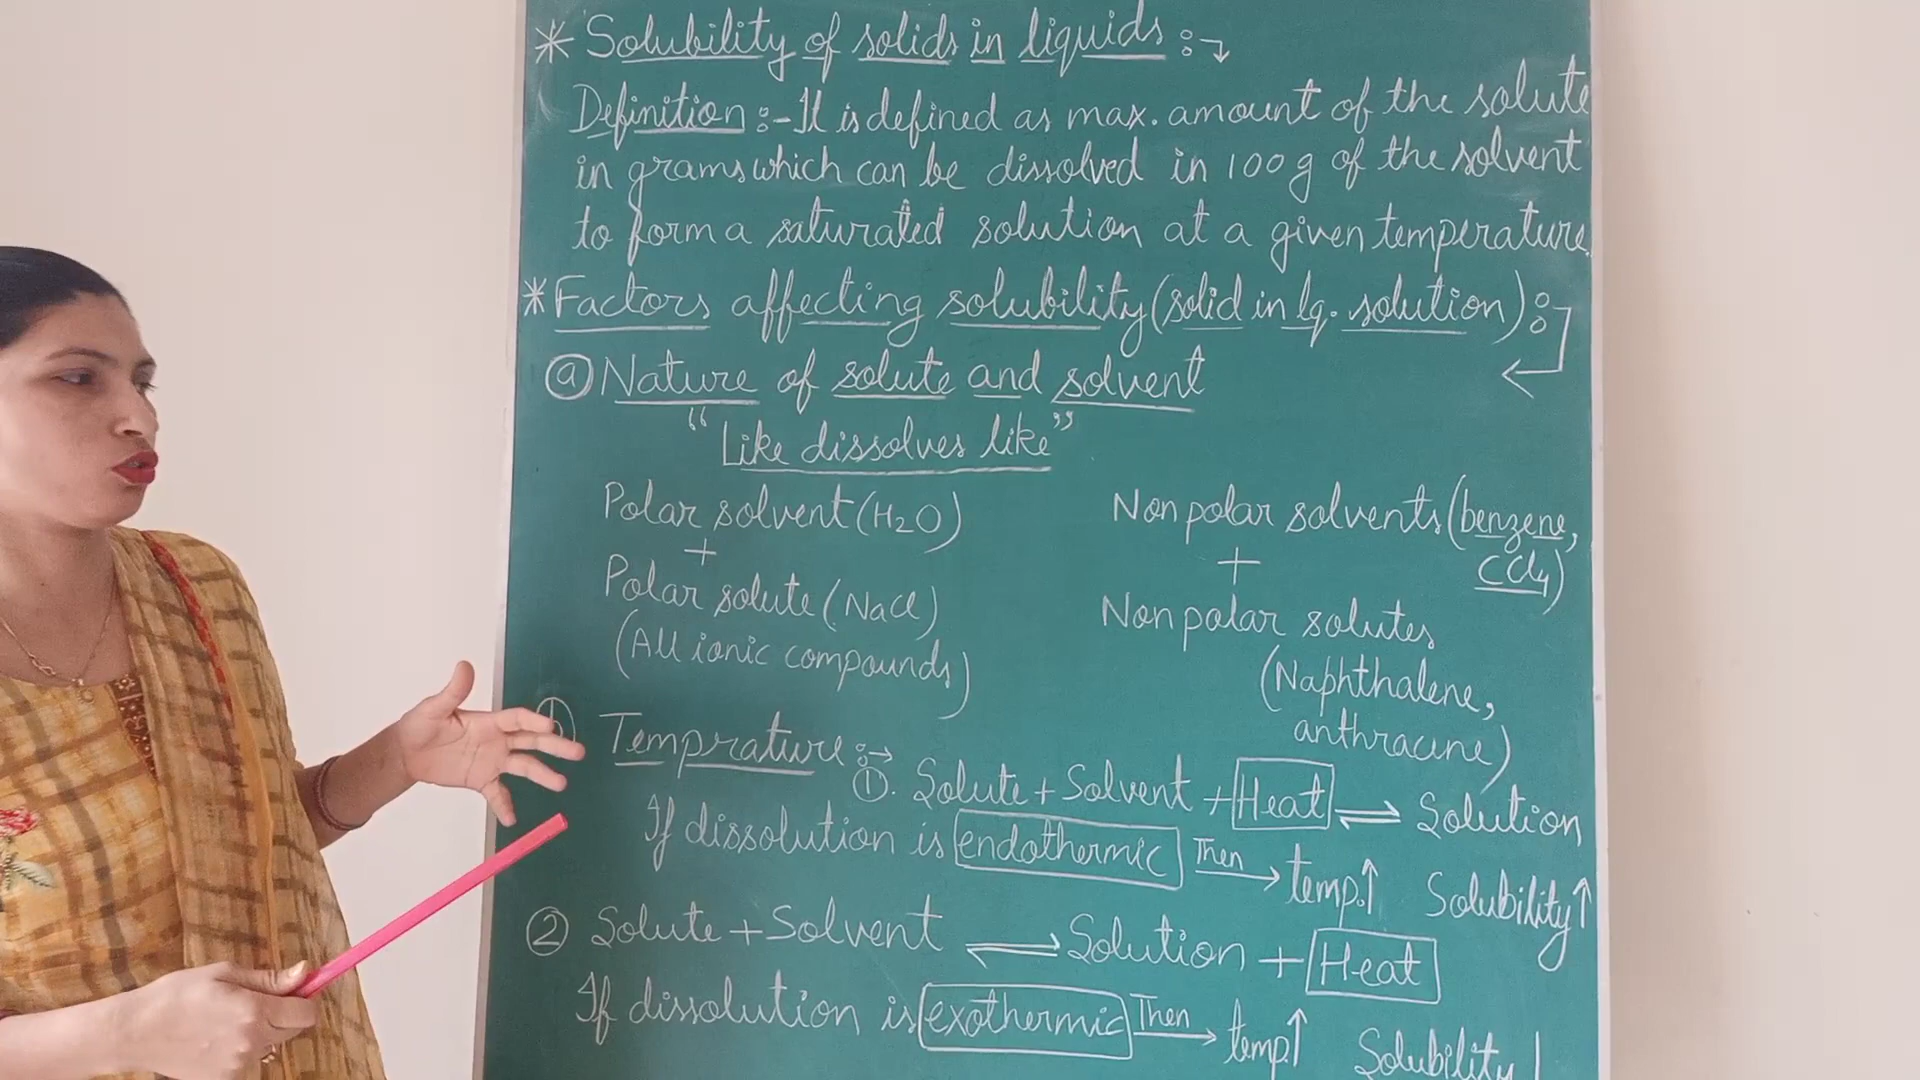 * Solubility of solids in liquids :↴
Definition :- It is defined as max. amount of the solute
in grams which can be dissolved in 100 g of the solvent
to form a saturated solution at a given temperature.
* Factors affecting solubility (solid in lq. solution) :↵
ⓐ Nature of solute and solvent
"Like dissolves like"
Polar solvent (H2O)
+
Polar solute (NaCl)
(All ionic compounds)
Non polar solvents (benzene,
CCl4)
+
Non polar solutes
(Naphthalene,
anthracine)
Temprature :→
①. Solute + Solvent + Heat ⇌ Solution
If dissolution is endothermic Then → temp.↑ Solubility↑
② Solute + Solvent ⇌ Solution + Heat
If dissolution is exothermic Then → temp.↑ Solubility